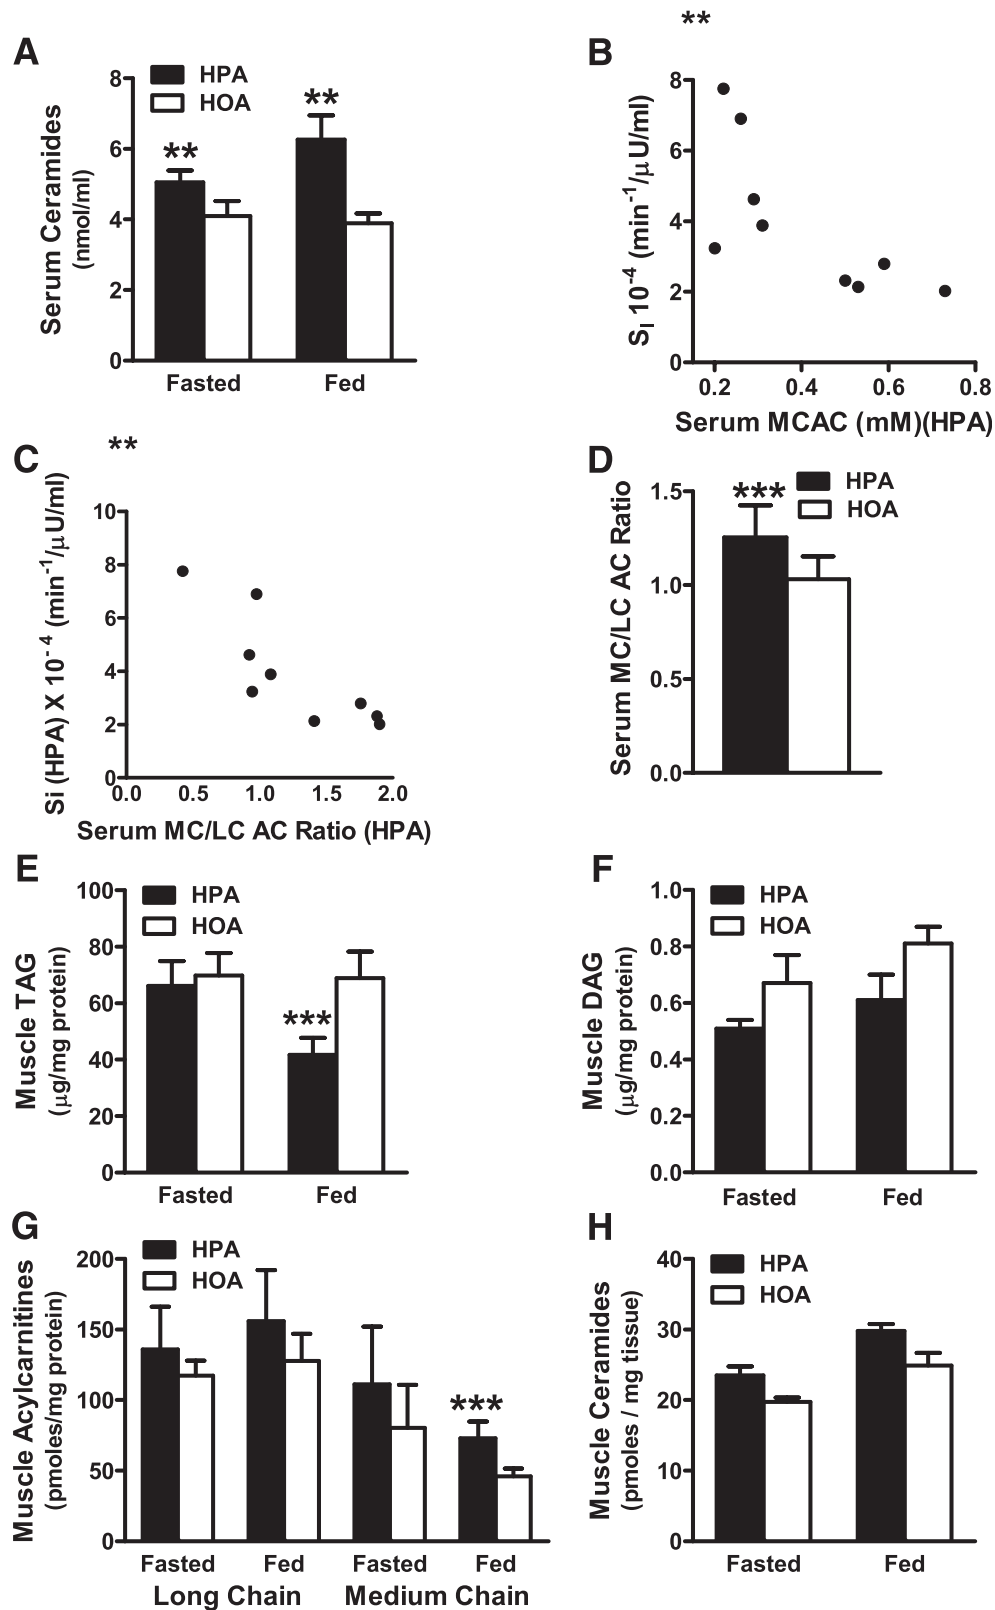 A
HPA
HOA
**
**
Serum Ceramides
(nmol/ml)
8
6
4
2
0
Fasted
Fed
B
**
S_I 10^-4 (min^-1/μU/ml)
8
6
4
2
0
0.2
0.4
0.6
0.8
Serum MCAC (mM)(HPA)
C
**
Si (HPA) X 10^-4 (min^-1/μU/ml)
10
8
6
4
2
0
0.0
0.5
1.0
1.5
2.0
Serum MC/LC AC Ratio (HPA)
D
HPA
HOA
***
Serum MC/LC AC Ratio
1.5
1.0
0.5
0.0
E
HPA
HOA
***
Muscle TAG
(μg/mg protein)
100
80
60
40
20
0
Fasted
Fed
F
HPA
HOA
Muscle DAG
(μg/mg protein)
1.0
0.8
0.6
0.4
0.2
0.0
Fasted
Fed
G
HPA
HOA
***
Muscle Acylcarnitines
(pmoles/mg protein)
200
150
100
50
0
Fasted
Fed
Fasted
Fed
Long Chain
Medium Chain
H
HPA
HOA
Muscle Ceramides
(pmoles / mg tissue)
40
30
20
10
0
Fasted
Fed